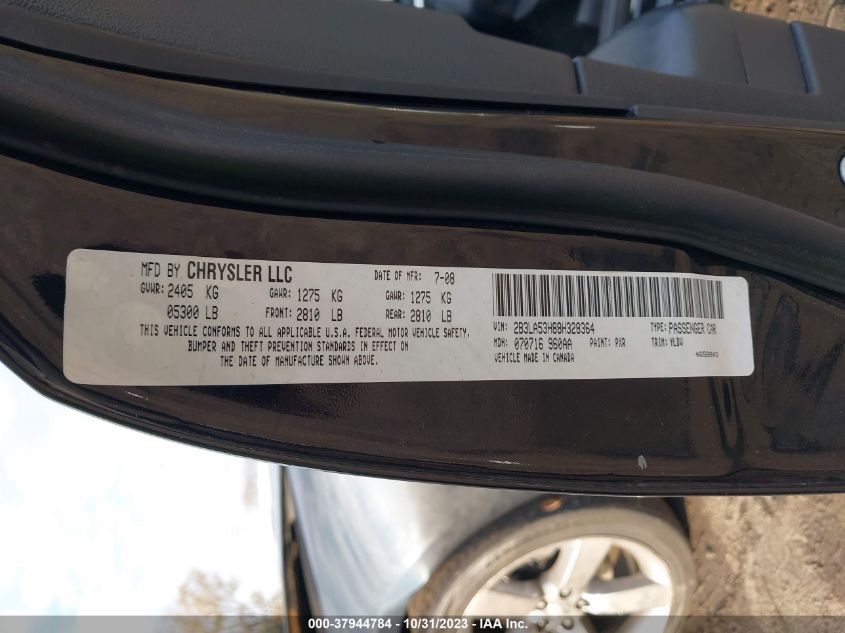 MFD BY CHRYSLER LLC
DATE OF MFR: 7-08
GVWR: 2405 KG GAWR: 1275 KG GAWR: 1275 KG
05300 LB FRONT: 2810 LB REAR: 2810 LB
THIS VEHICLE CONFORMS TO ALL APPLICABLE U.S.A. FEDERAL MOTOR VEHICLE SAFETY,
BUMPER AND THEFT PREVENTION STANDARDS IN EFFECT ON
THE DATE OF MANUFACTURE SHOWN ABOVE.
VIN: 2B3LA53H88H328364 TYPE: PASSENGER CAR
MDH: 070716 960AA PAINT: PXR TRIM: VLDV
VEHICLE MADE IN CANADA 4658843
000-37944784 - 10/31/2023 - IAA Inc.